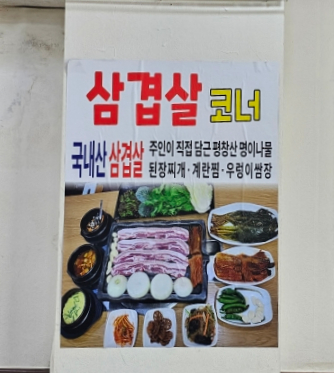 삼겹살 코너
국내산 삼겹살
주인이 직접 담근 평창산 명이나물
된장찌개 · 계란찜 · 우렁이쌈장